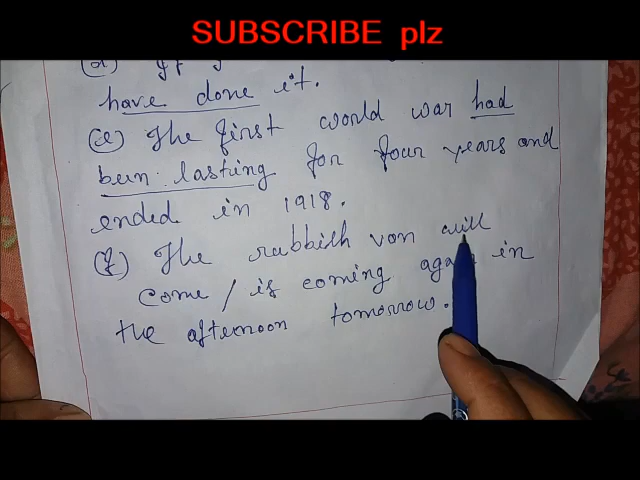 SUBSCRIBE plz
(d) If
have done it.
(e) The first world war had
been lasting for four years and
ended in 1918.
(f) The rubbish van will
come / is coming again in
the afternoon tomorrow.